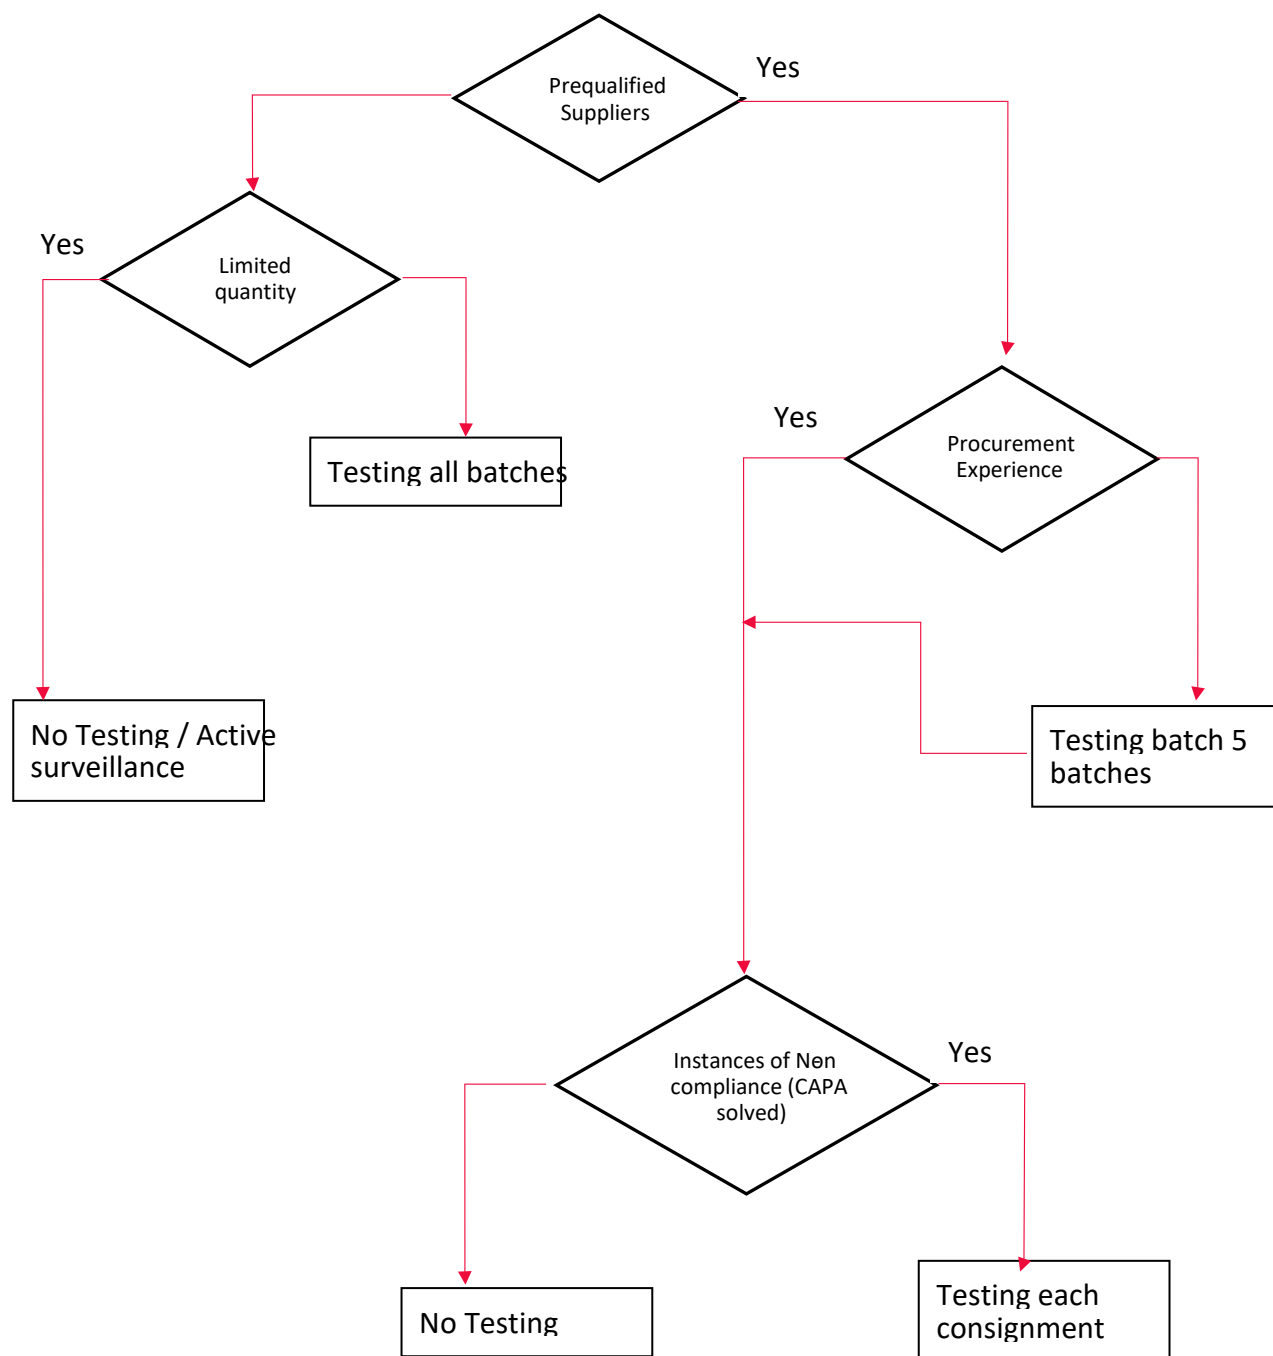 Prequalified
Suppliers
Yes
Yes
Limited
quantity
Yes
Procurement
Experience
Testing all batches
No Testing / Active
surveillance
Testing batch 5
batches
Instances of Non
compliance (CAPA
solved)
Yes
No Testing
Testing each
consignment